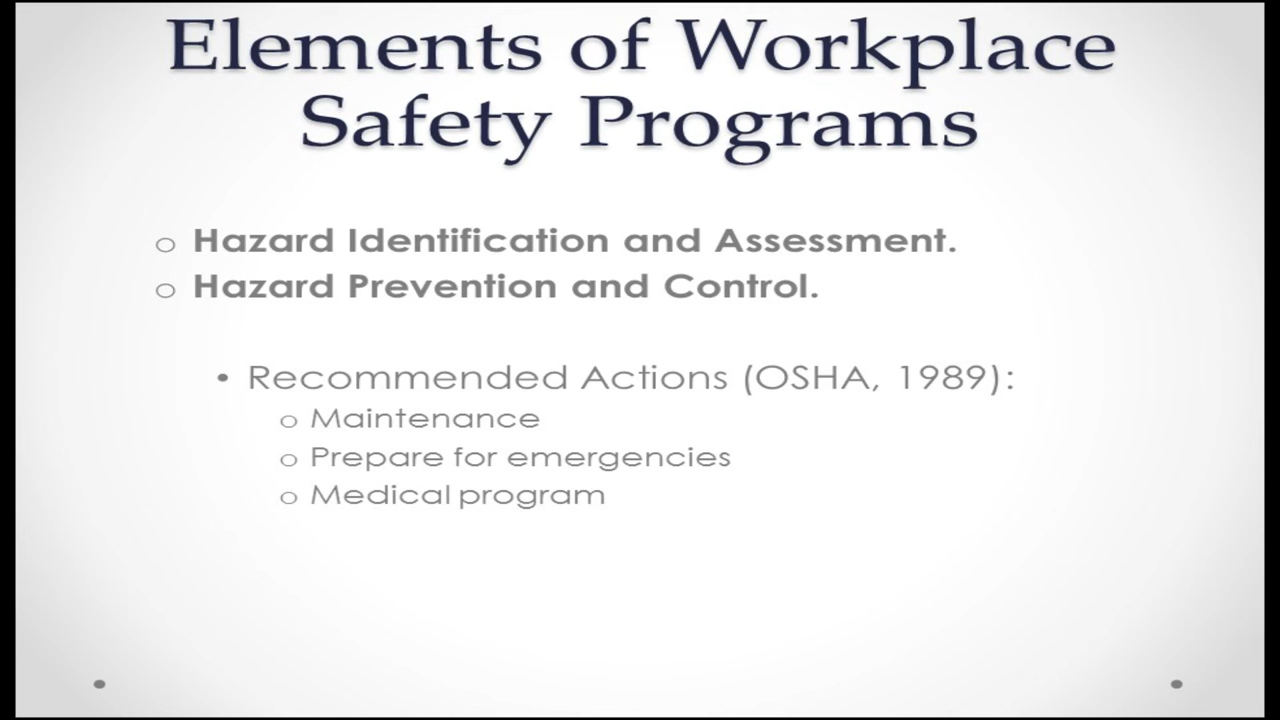 Elements of Workplace
Safety Programs
o Hazard Identification and Assessment.
o Hazard Prevention and Control.
• Recommended Actions (OSHA, 1989):
o Maintenance
o Prepare for emergencies
o Medical program